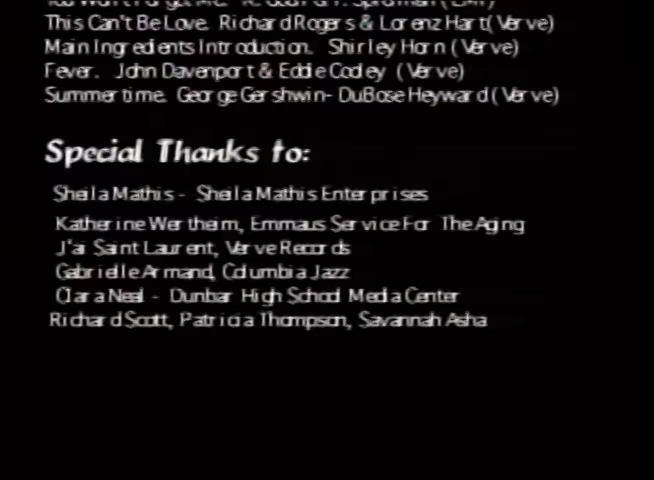 This Can't Be Love. Richard Rogers & Lorenz Hart(Verve)
Main Ingredients Introduction. Shirley Horn (Verve)
Fever. John Davenport & Eddie Cooley (Verve)
Summertime. George Gershwin- DuBose Heyward (Verve)
Special Thanks to:
Sheila Mathis - Sheila Mathis Enterprises
Katherine Wertheim, Emmaus Service For The Aging
J'ai Saint Laurent, Verve Records
Gabrielle Armand, Columbia Jazz
Clara Neal - Dunbar High School Media Center
Richard Scott, Patricia Thompson, Savannah Asha